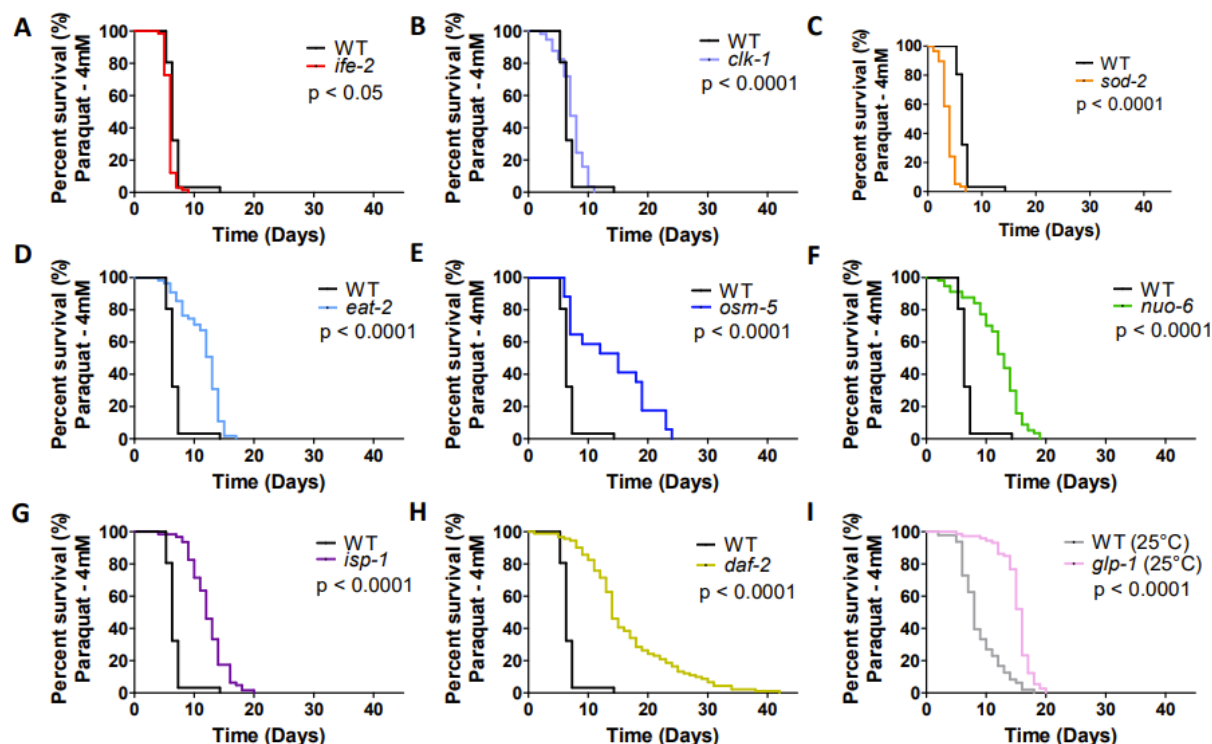 A
Percent survival (%)
Paraquat - 4mM
100
80
60
40
20
0
0 10 20 30 40
Time (Days)
WT
ife-2
p < 0.05
B
Percent survival (%)
Paraquat - 4mM
100
80
60
40
20
0
0 10 20 30 40
Time (Days)
WT
clk-1
p < 0.0001
C
Percent survival (%)
Paraquat - 4mM
100
80
60
40
20
0
0 10 20 30 40
Time (Days)
WT
sod-2
p < 0.0001
D
Percent survival (%)
Paraquat - 4mM
100
80
60
40
20
0
0 10 20 30 40
Time (Days)
WT
eat-2
p < 0.0001
E
Percent survival (%)
Paraquat - 4mM
100
80
60
40
20
0
0 10 20 30 40
Time (Days)
WT
osm-5
p < 0.0001
F
Percent survival (%)
Paraquat - 4mM
100
80
60
40
20
0
0 10 20 30 40
Time (Days)
WT
nuo-6
p < 0.0001
G
Percent survival (%)
Paraquat - 4mM
100
80
60
40
20
0
0 10 20 30 40
Time (Days)
WT
isp-1
p < 0.0001
H
Percent survival (%)
Paraquat - 4mM
100
80
60
40
20
0
0 10 20 30 40
Time (Days)
WT
daf-2
p < 0.0001
I
Percent survival (%)
Paraquat - 4mM
100
80
60
40
20
0
0 10 20 30 40
Time (Days)
WT (25°C)
glp-1 (25°C)
p < 0.0001